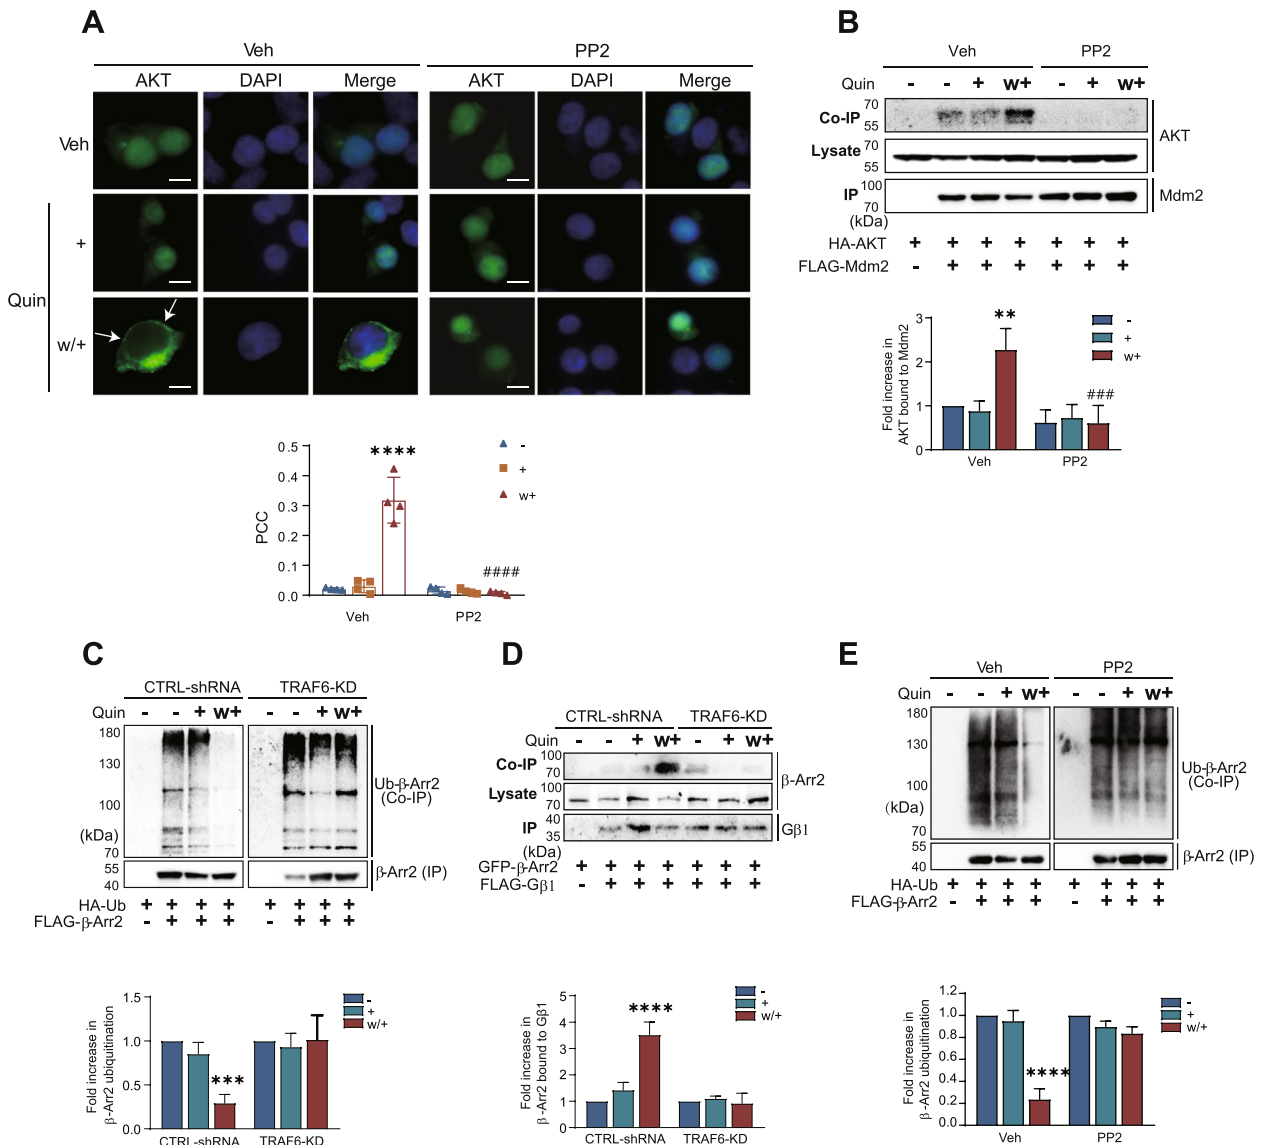 A
Veh PP2
AKT DAPI Merge AKT DAPI Merge
Veh
+
Quin
w/+
0.5
0.4
0.3
0.2
0.1
0.0
PCC
****
####
-
+
w+
Veh PP2
B
Veh PP2
Quin - - + w+ - + w+
Co-IP 70
55
AKT
Lysate 70
55
IP 100
70
Mdm2
(kDa)
HA-AKT + + + + + + +
FLAG-Mdm2 - + + + + + +
Fold increase in
AKT bound to Mdm2
3
2
1
0
**
###
-
+
w+
Veh PP2
C
CTRL-shRNA TRAF6-KD
Quin - - + w+ - - + w+
180
130
100
(kDa)
70
Ub-β-Arr2
(Co-IP)
55
40
β-Arr2 (IP)
HA-Ub + + + + + + + +
FLAG-β-Arr2 - + + + - + + +
Fold increase in
β-Arr2 ubiquitination
1.5
1.0
0.5
0.0
***
-
+
w/+
CTRL-shRNA TRAF6-KD
D
CTRL-shRNA TRAF6-KD
Quin - - + w+ - - w+
Co-IP 100
70
β-Arr2
Lysate 100
70
IP 40
35
Gβ1
(kDa)
GFP-β-Arr2 + + + + + + +
FLAG-Gβ1 - + + + + + +
Fold increase in
β-Arr2 bound to Gβ1
5
4
3
2
1
0
****
-
+
w/+
CTRL-shRNA TRAF6-KD
E
Veh PP2
Quin - - + w+ - - + w+
180
130
100
(kDa)
70
Ub-β-Arr2
(Co-IP)
55
40
β-Arr2 (IP)
HA-Ub + + + + + + + +
FLAG-β-Arr2 - + + + - + + +
Fold increase in
β-Arr2 ubiquitination
1.2
1.0
0.8
0.6
0.4
0.2
0
****
-
+
w/+
Veh PP2